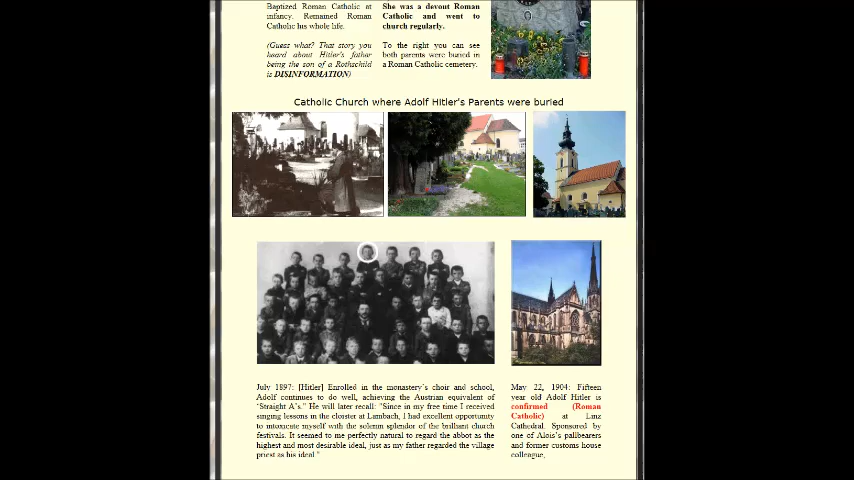 Baptized Roman Catholic at
infancy. Remained Roman
Catholic his whole life.
(Guess what? That story you
heard about Hitler's father
being the son of a Rothschild
is DISINFORMATION)
She was a devout Roman
Catholic and went to
church regularly.
To the right you can see
both parents were buried in
a Roman Catholic cemetery.
Catholic Church where Adolf Hitler's Parents were buried
July 1897: [Hitler] Enrolled in the monastery's choir and school,
Adolf continues to do well, achieving the Austrian equivalent of
"Straight A's." He will later recall: "Since in my free time I received
singing lessons in the cloister at Lambach, I had excellent opportunity
to intoxicate myself with the solemn splendor of the brilliant church
festivals. It seemed to me perfectly natural to regard the abbot as the
highest and most desirable ideal, just as my father regarded the village
priest as his ideal."
May 22, 1904: Fifteen
year old Adolf Hitler is
confirmed (Roman
Catholic) at Linz
Cathedral. Sponsored by
one of Alois's pallbearers
and former customs house
colleague,